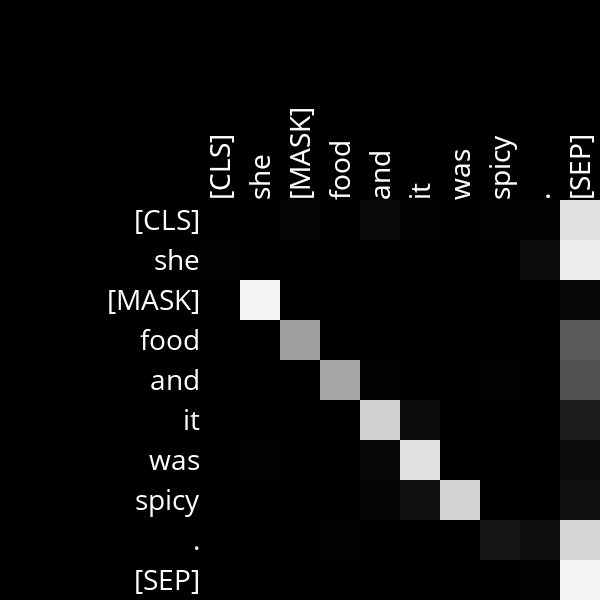 [CLS] she [MASK] food and it was spicy . [SEP]
[CLS]
she
[MASK]
food
and
it
was
spicy
.
[SEP]